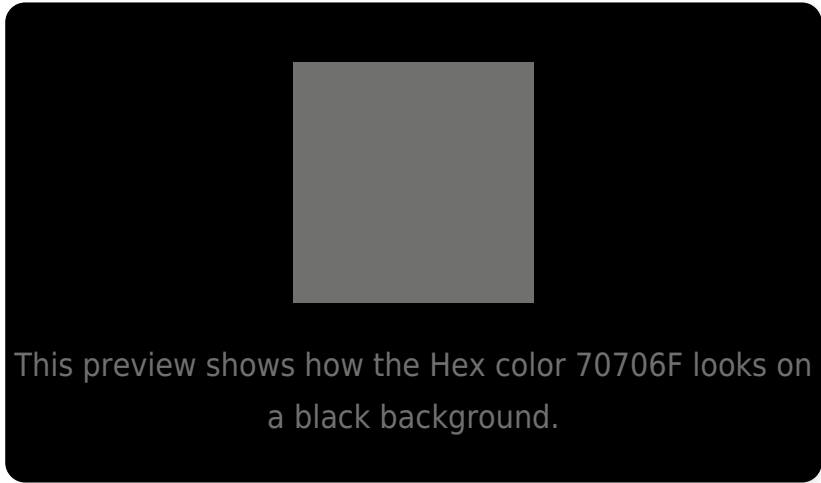 This preview shows how the Hex color 70706F looks on
a black background.